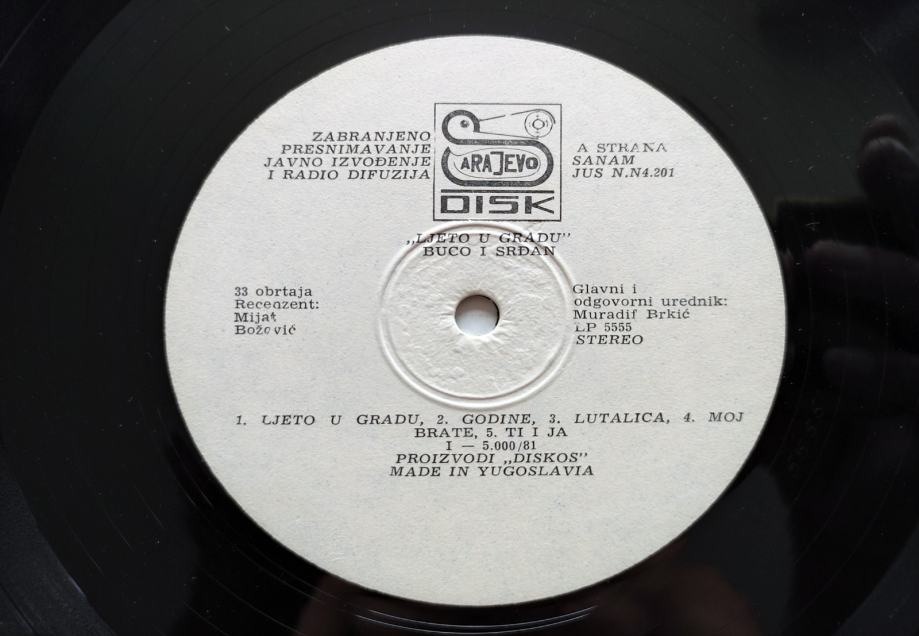 ZABRANJENO
PRESNIMAVANJE
JAVNO IZVOĐENJE
I RADIO DIFUZIJA
SARAJEVO
DISK
A STRANA
SANAM
JUS N.N4.201
„LJETO U GRADU”
BUCO I SRĐAN
33 obrtaja
Recenzent:
Mijat
Božović
Glavni i
odgovorni urednik:
Muradif Brkić
LP 5555
STEREO
1. LJETO U GRADU, 2. GODINE, 3. LUTALICA, 4. MOJ
BRATE, 5. TI I JA
I — 5.000/81
PROIZVODI „DISKOS”
MADE IN YUGOSLAVIA